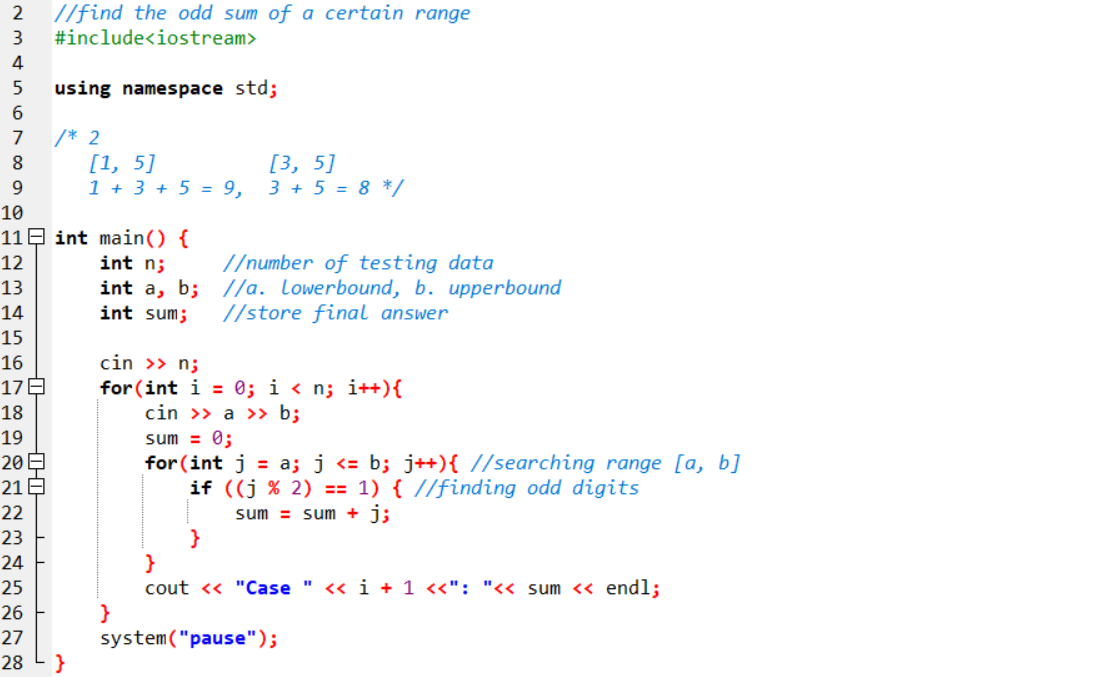 2 //find the odd sum of a certain range
3 #include<iostream>
4
5 using namespace std;
6
7 /* 2
8    [1, 5]          [3, 5]
9    1 + 3 + 5 = 9,  3 + 5 = 8 */
10
11 int main() {
12     int n;     //number of testing data
13     int a, b;  //a. lowerbound, b. upperbound
14     int sum;   //store final answer
15
16     cin >> n;
17     for(int i = 0; i < n; i++){
18         cin >> a >> b;
19         sum = 0;
20         for(int j = a; j <= b; j++){ //searching range [a, b]
21             if ((j % 2) == 1) { //finding odd digits
22                 sum = sum + j;
23             }
24         }
25         cout << "Case " << i + 1 <<": "<< sum << endl;
26     }
27     system("pause");
28 }